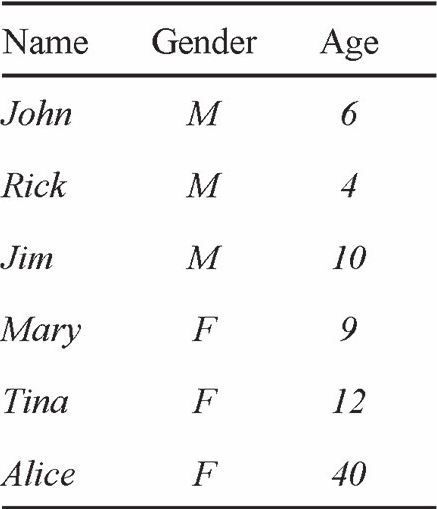 Name Gender Age
John M 6
Rick M 4
Jim M 10
Mary F 9
Tina F 12
Alice F 40